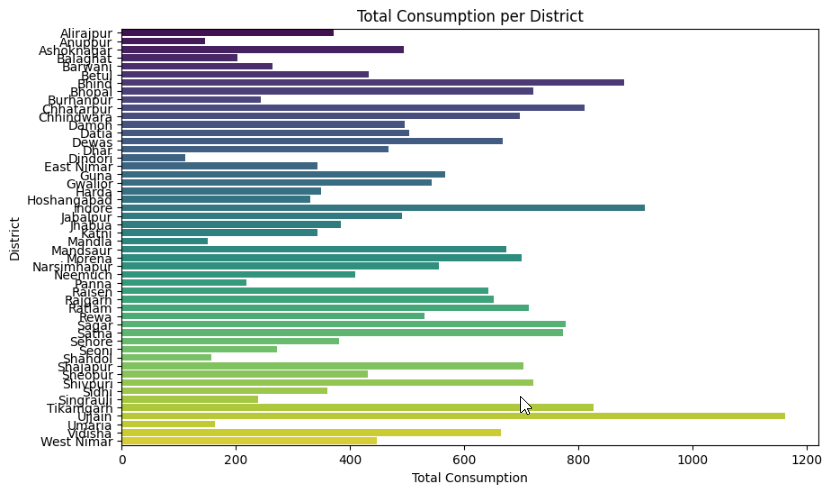 Total Consumption per District
Alirajpur
Anuppur
Ashoknagar
Balaghat
Barwani
Betul
Bhind
Bhopal
Burhanpur
Chhatarpur
Chhindwara
Damoh
Datia
Dewas
Dhar
Dindori
East Nimar
Guna
Gwalior
Harda
Hoshangabad
Indore
Jabalpur
Jhabua
Katni
Mandla
Mandsaur
Morena
Narsimhapur
Neemuch
Panna
Raisen
Rajgarh
Ratlam
Rewa
Sagar
Satna
Sehore
Seoni
Shahdol
Shajapur
Sheopur
Shivpuri
Sidhi
Singrauli
Tikamgarh
Ujjain
Umaria
Vidisha
West Nimar
District
0 200 400 600 800 1000 1200
Total Consumption